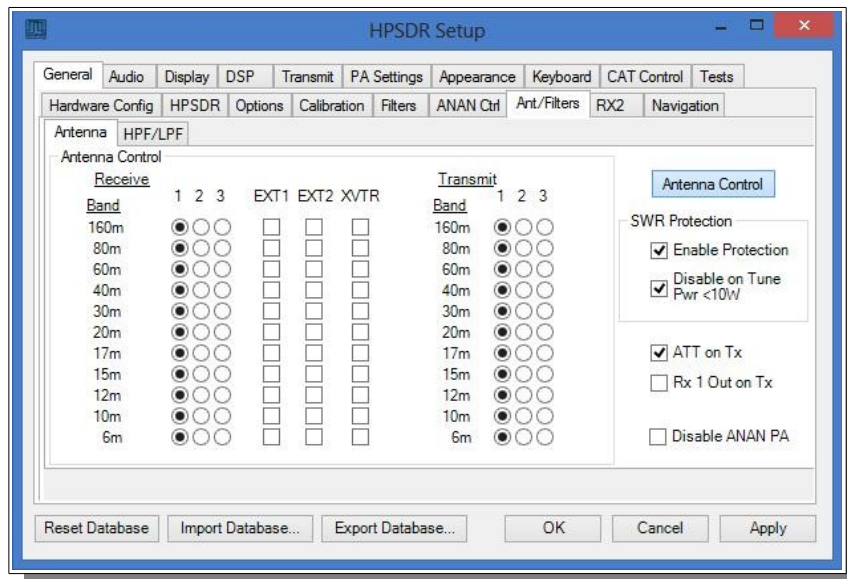 HPSDR Setup
General Audio Display DSP Transmit PA Settings Appearance Keyboard CAT Control Tests
Hardware Config HPSDR Options Calibration Filters ANAN Ctrl Ant/Filters RX2 Navigation
Antenna HPF/LPF
Antenna Control
Receive
Band 1 2 3 EXT1 EXT2 XVTR
160m
80m
60m
40m
30m
20m
17m
15m
12m
10m
6m
Transmit
Band 1 2 3
160m
80m
60m
40m
30m
20m
17m
15m
12m
10m
6m
Antenna Control
SWR Protection
Enable Protection
Disable on Tune
Pwr <10W
ATT on Tx
Rx 1 Out on Tx
Disable ANAN PA
Reset Database Import Database... Export Database... OK Cancel Apply